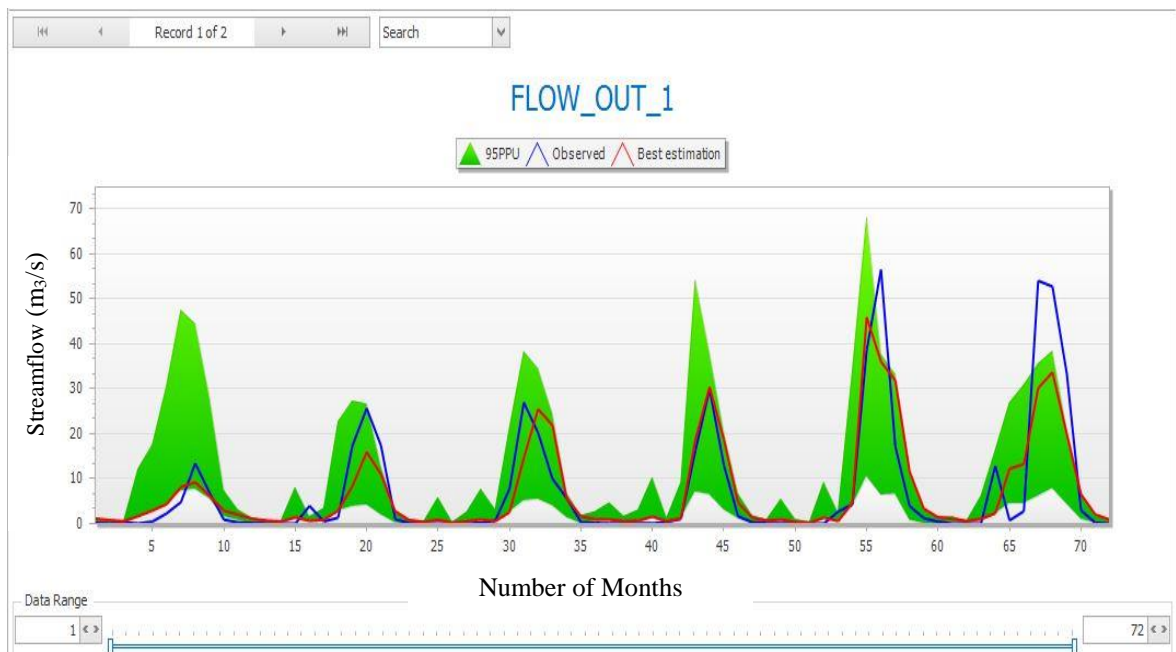 Record 1 of 2
Search
FLOW_OUT_1
95PPU Observed Best estimation
Streamflow (m3/s)
70
60
50
40
30
20
10
0
5 10 15 20 25 30 35 40 45 50 55 60 65 70
Number of Months
Data Range
1
72